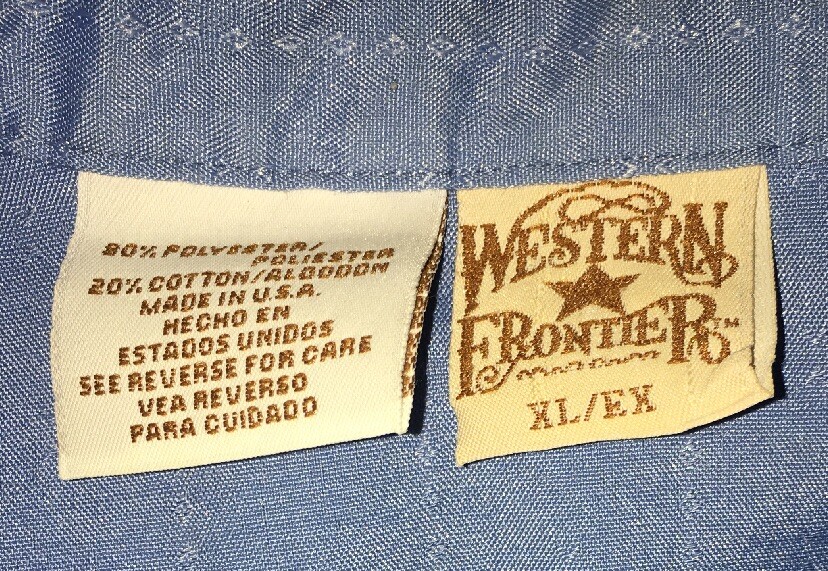 80% POLYESTER/
POLIESTER
20% COTTON/ALGODON
MADE IN U.S.A.
HECHO EN
ESTADOS UNIDOS
SEE REVERSE FOR CARE
VEA REVERSO
PARA CUIDADO
WESTERN
FRONTIER™
XL/EX